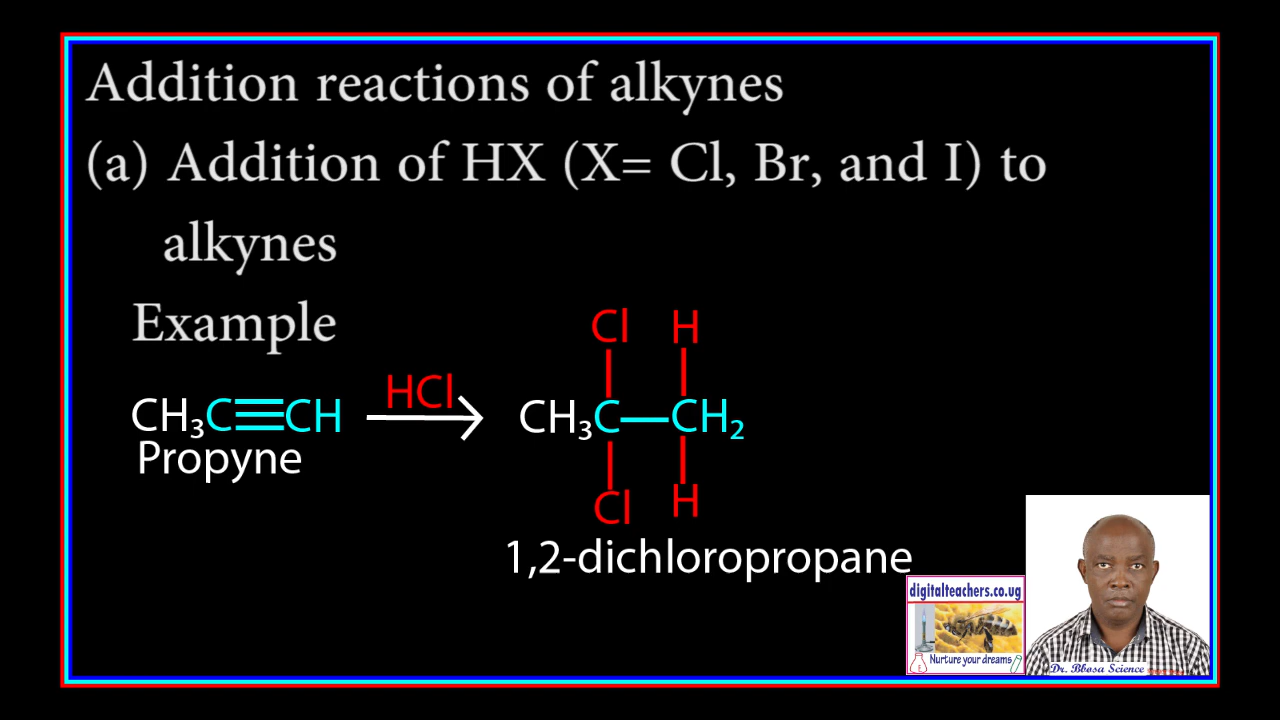 Addition reactions of alkynes
(a) Addition of HX (X= Cl, Br, and I) to
alkynes
Example
Cl H
CH₃C≡CH HCl CH₃C—CH₂
Propyne
Cl H
1,2-dichloropropane
digitalteachers.co.ug
Nurture your dreams
Dr. Bbosa Science